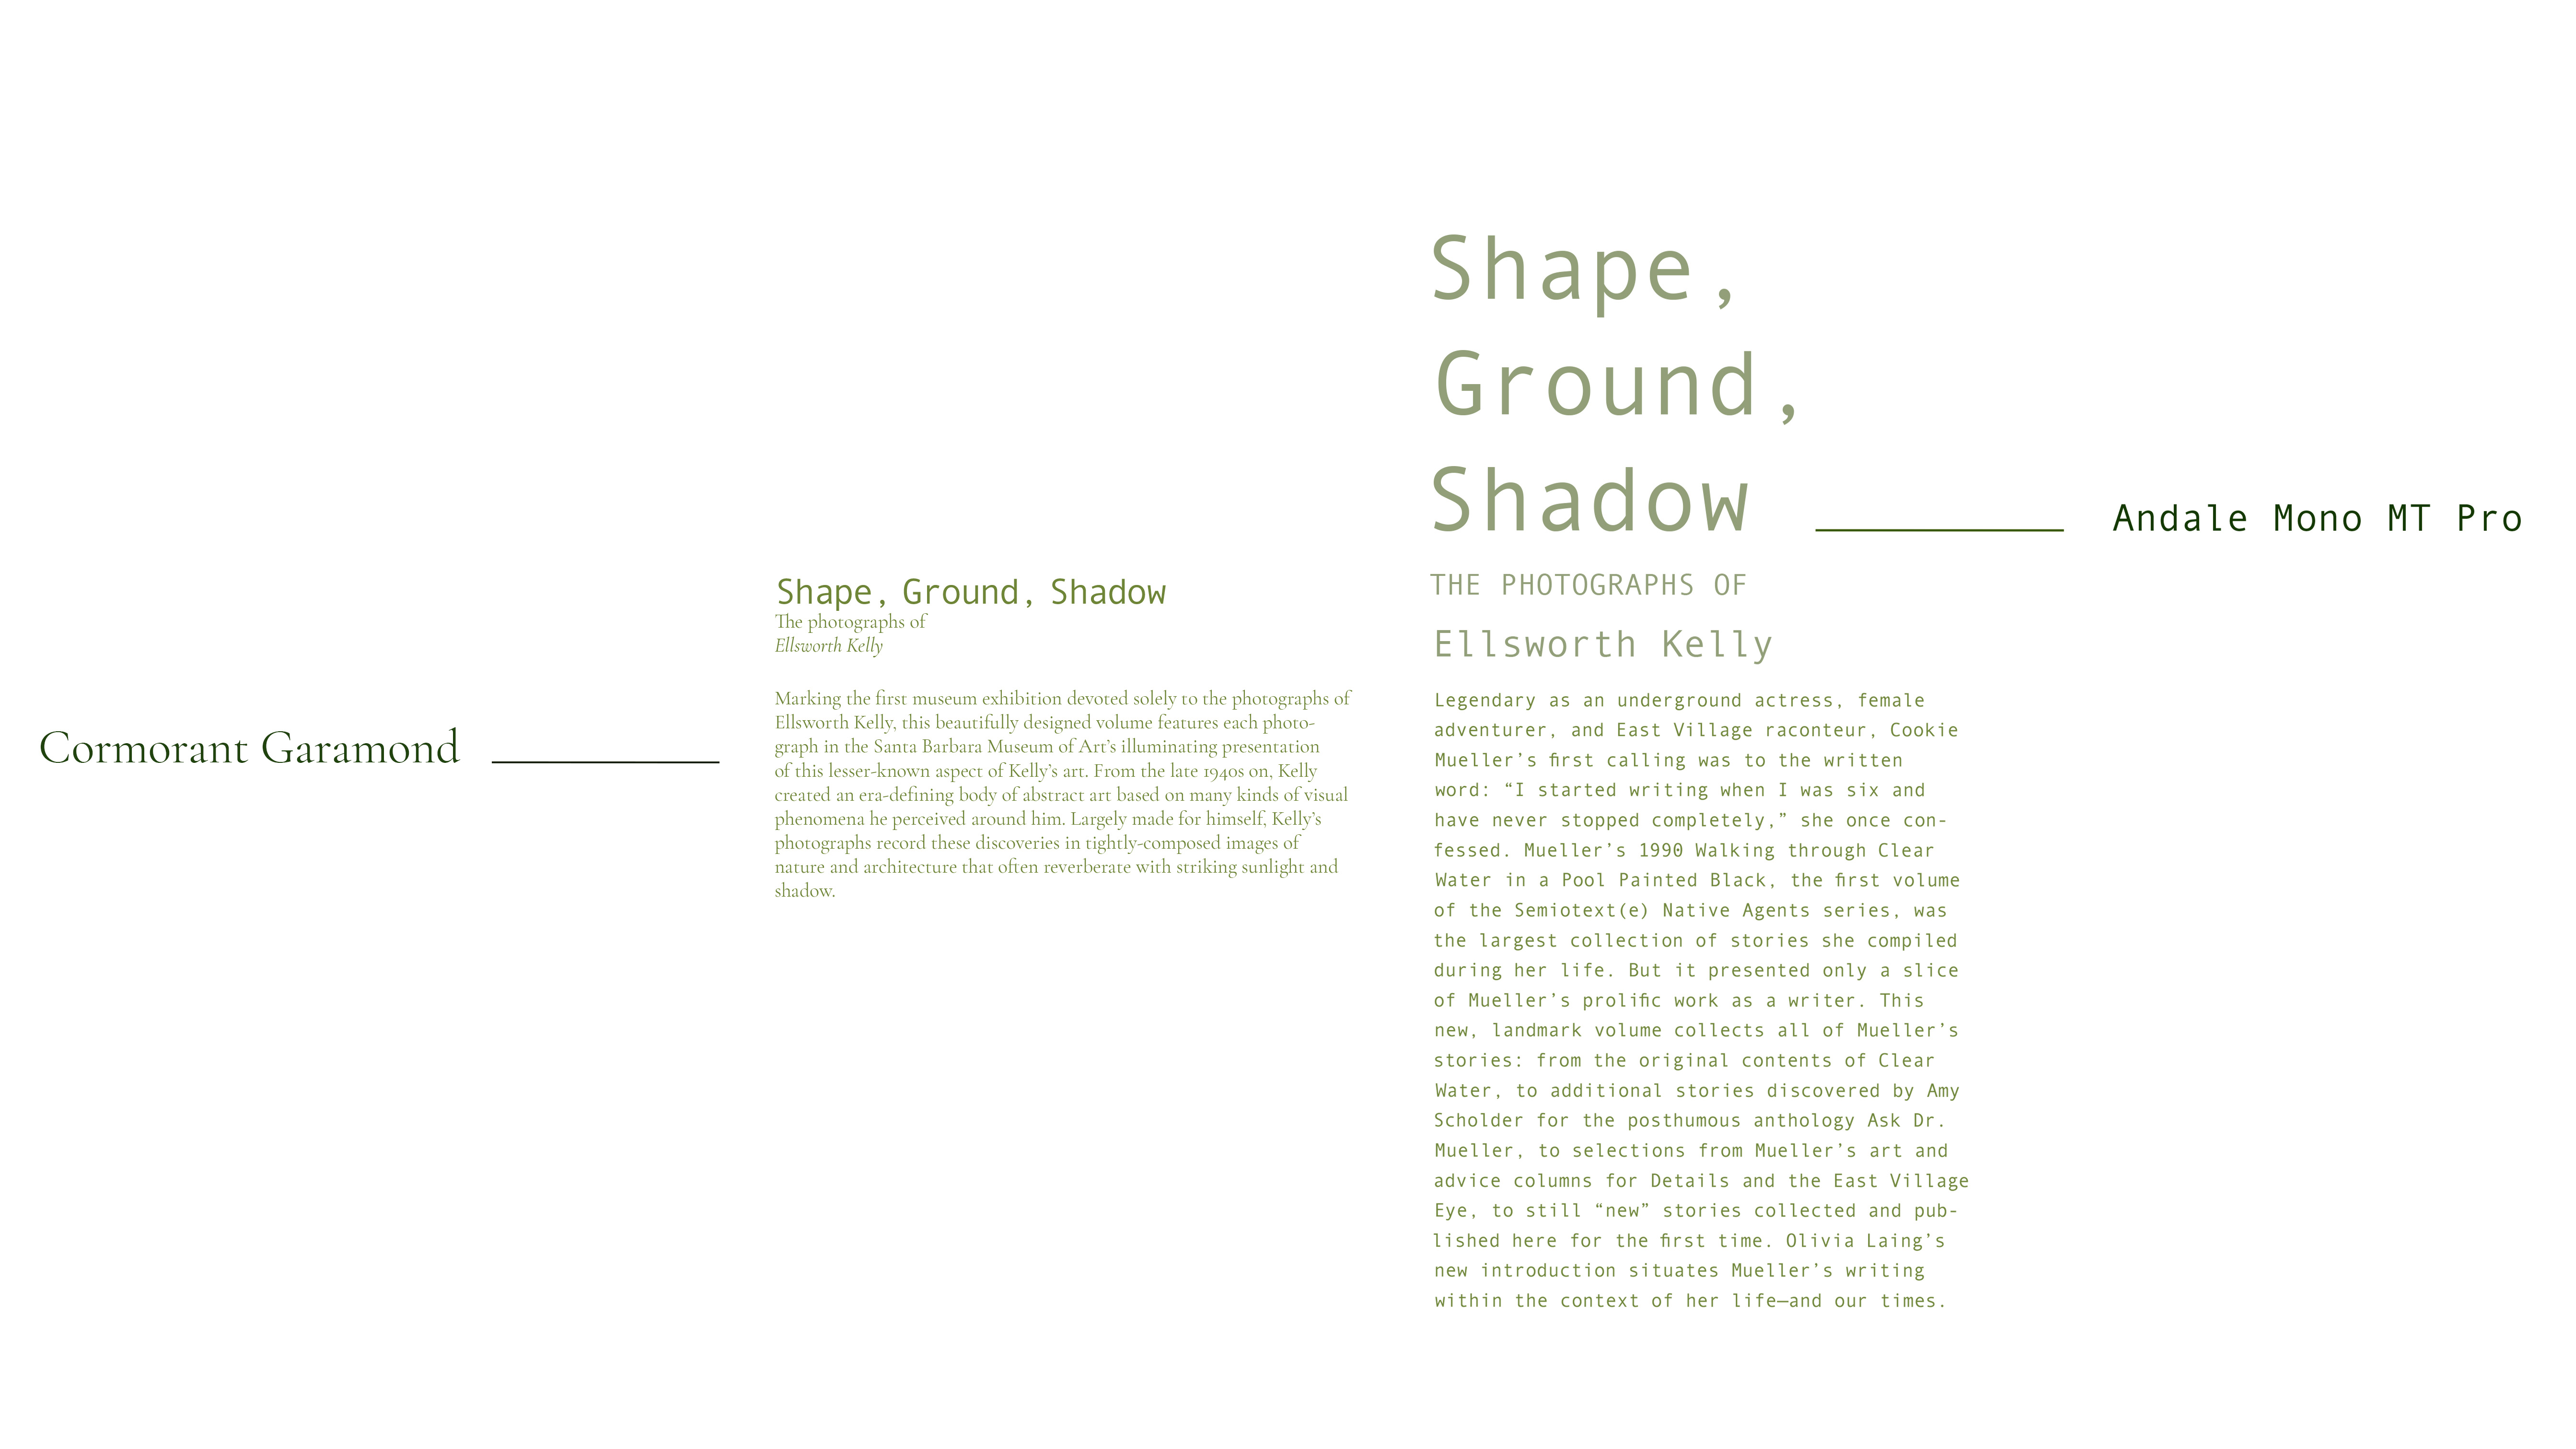 Cormorant Garamond
Shape, Ground, Shadow
The photographs of
Ellsworth Kelly
Marking the first museum exhibition devoted solely to the photographs of
Ellsworth Kelly, this beautifully designed volume features each photo-
graph in the Santa Barbara Museum of Art’s illuminating presentation
of this lesser-known aspect of Kelly’s art. From the late 1940s on, Kelly
created an era-defining body of abstract art based on many kinds of visual
phenomena he perceived around him. Largely made for himself, Kelly’s
photographs record these discoveries in tightly-composed images of
nature and architecture that often reverberate with striking sunlight and
shadow.
Shape,
Ground,
Shadow
Andale Mono MT Pro
THE PHOTOGRAPHS OF
Ellsworth Kelly
Legendary as an underground actress, female
adventurer, and East Village raconteur, Cookie
Mueller’s first calling was to the written
word: “I started writing when I was six and
have never stopped completely,” she once con-
fessed. Mueller’s 1990 Walking through Clear
Water in a Pool Painted Black, the first volume
of the Semiotext(e) Native Agents series, was
the largest collection of stories she compiled
during her life. But it presented only a slice
of Mueller’s prolific work as a writer. This
new, landmark volume collects all of Mueller’s
stories: from the original contents of Clear
Water, to additional stories discovered by Amy
Scholder for the posthumous anthology Ask Dr.
Mueller, to selections from Mueller’s art and
advice columns for Details and the East Village
Eye, to still “new” stories collected and pub-
lished here for the first time. Olivia Laing’s
new introduction situates Mueller’s writing
within the context of her life—and our times.